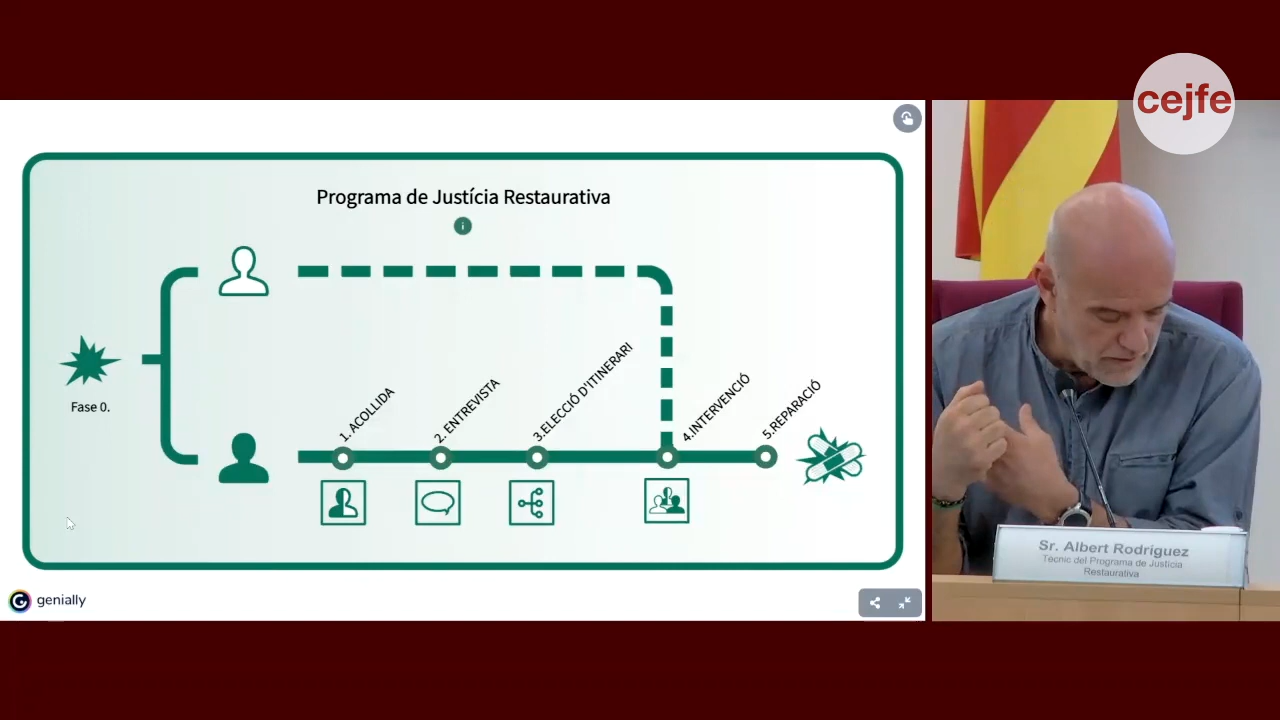 cejfe
Programa de Justícia Restaurativa
i
Fase 0.
1. ACOLLIDA
2. ENTREVISTA
3.ELECCIÓ D'ITINERARI
4.INTERVENCIÓ
5.REPARACIÓ
genially
Sr. Albert Rodríguez
Tècnic del Programa de Justícia
Restaurativa